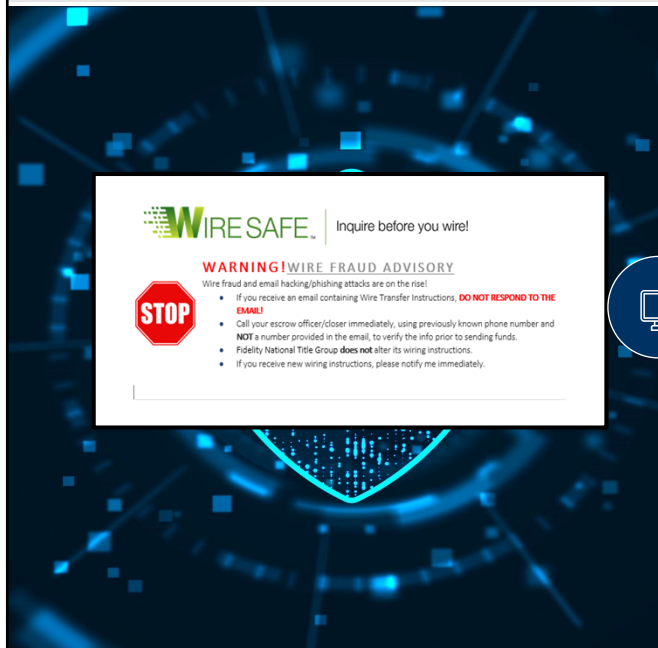 WIRE SAFE™ Inquire before you wire!
WARNING! WIRE FRAUD ADVISORY
Wire fraud and email hacking/phishing attacks are on the rise!
STOP
• If you receive an email containing Wire Transfer Instructions, DO NOT RESPOND TO THE
EMAIL!
• Call your escrow officer/closer immediately, using previously known phone number and
NOT a number provided in the email, to verify the info prior to sending funds.
• Fidelity National Title Group does not alter its wiring instructions.
• If you receive new wiring instructions, please notify me immediately.